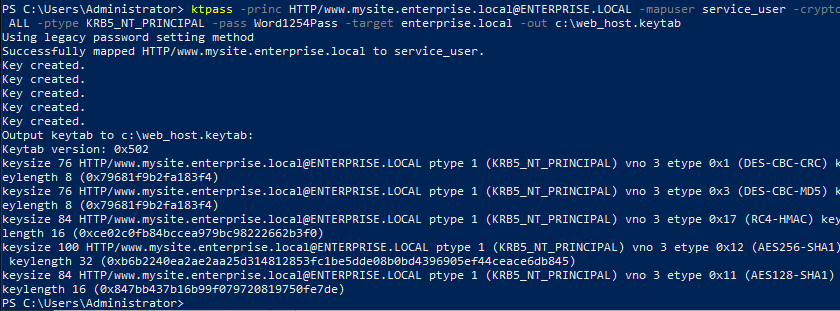 PS C:\Users\Administrator> ktpass -princ HTTP/www.mysite.enterprise.local@ENTERPRISE.LOCAL -mapuser service_user -crypto
 ALL -ptype KRB5_NT_PRINCIPAL -pass Word1254Pass -target enterprise.local -out c:\web_host.keytab
Using legacy password setting method
Successfully mapped HTTP/www.mysite.enterprise.local to service_user.
Key created.
Key created.
Key created.
Key created.
Key created.
Output keytab to c:\web_host.keytab:
Keytab version: 0x502
keysize 76 HTTP/www.mysite.enterprise.local@ENTERPRISE.LOCAL ptype 1 (KRB5_NT_PRINCIPAL) vno 3 etype 0x1 (DES-CBC-CRC) k
eylength 8 (0x79681f9b2fa183f4)
keysize 76 HTTP/www.mysite.enterprise.local@ENTERPRISE.LOCAL ptype 1 (KRB5_NT_PRINCIPAL) vno 3 etype 0x3 (DES-CBC-MD5) k
eylength 8 (0x79681f9b2fa183f4)
keysize 84 HTTP/www.mysite.enterprise.local@ENTERPRISE.LOCAL ptype 1 (KRB5_NT_PRINCIPAL) vno 3 etype 0x17 (RC4-HMAC) key
length 16 (0xce02c0fb84bccea979bc98222662b3f0)
keysize 100 HTTP/www.mysite.enterprise.local@ENTERPRISE.LOCAL ptype 1 (KRB5_NT_PRINCIPAL) vno 3 etype 0x12 (AES256-SHA1)
 keylength 32 (0xb6b2240ea2ae2aa25d314812853fc1be5dde08b0bd4396905ef44ceace6db845)
keysize 84 HTTP/www.mysite.enterprise.local@ENTERPRISE.LOCAL ptype 1 (KRB5_NT_PRINCIPAL) vno 3 etype 0x11 (AES128-SHA1)
keylength 16 (0x847bb437b16b99f079720819750fe7de)
PS C:\Users\Administrator>